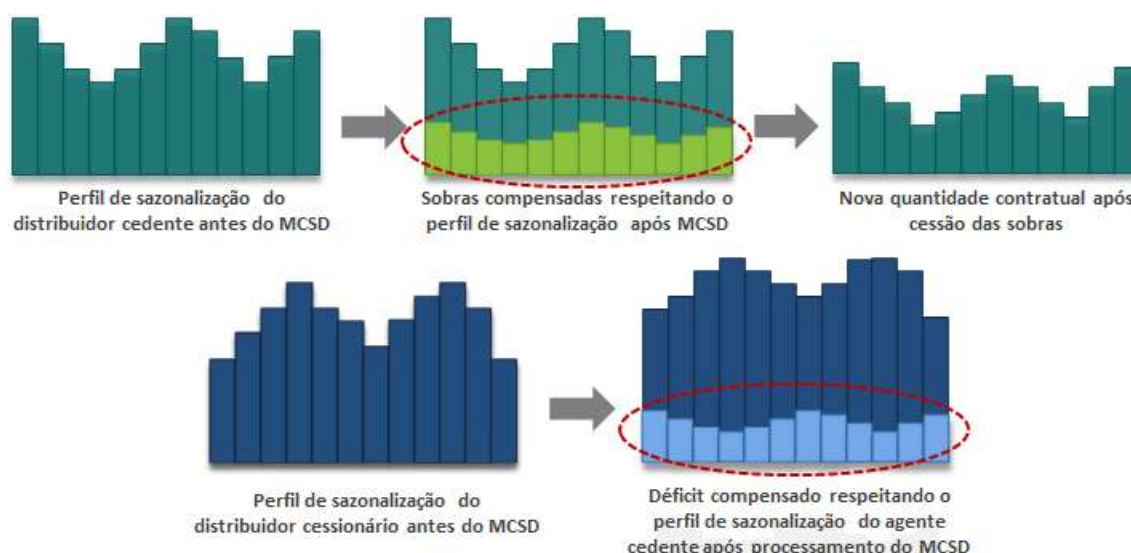 Perfil de sazonalização do
distribuidor cedente antes do MCSD
Sobras compensadas respeitando o
perfil de sazonalização após MCSD
Nova quantidade contratual após
cessão das sobras
Perfil de sazonalização do
distribuidor cessionário antes do MCSD
Déficit compensado respeitando o
perfil de sazonalização do agente
cedente após processamento do MCSD